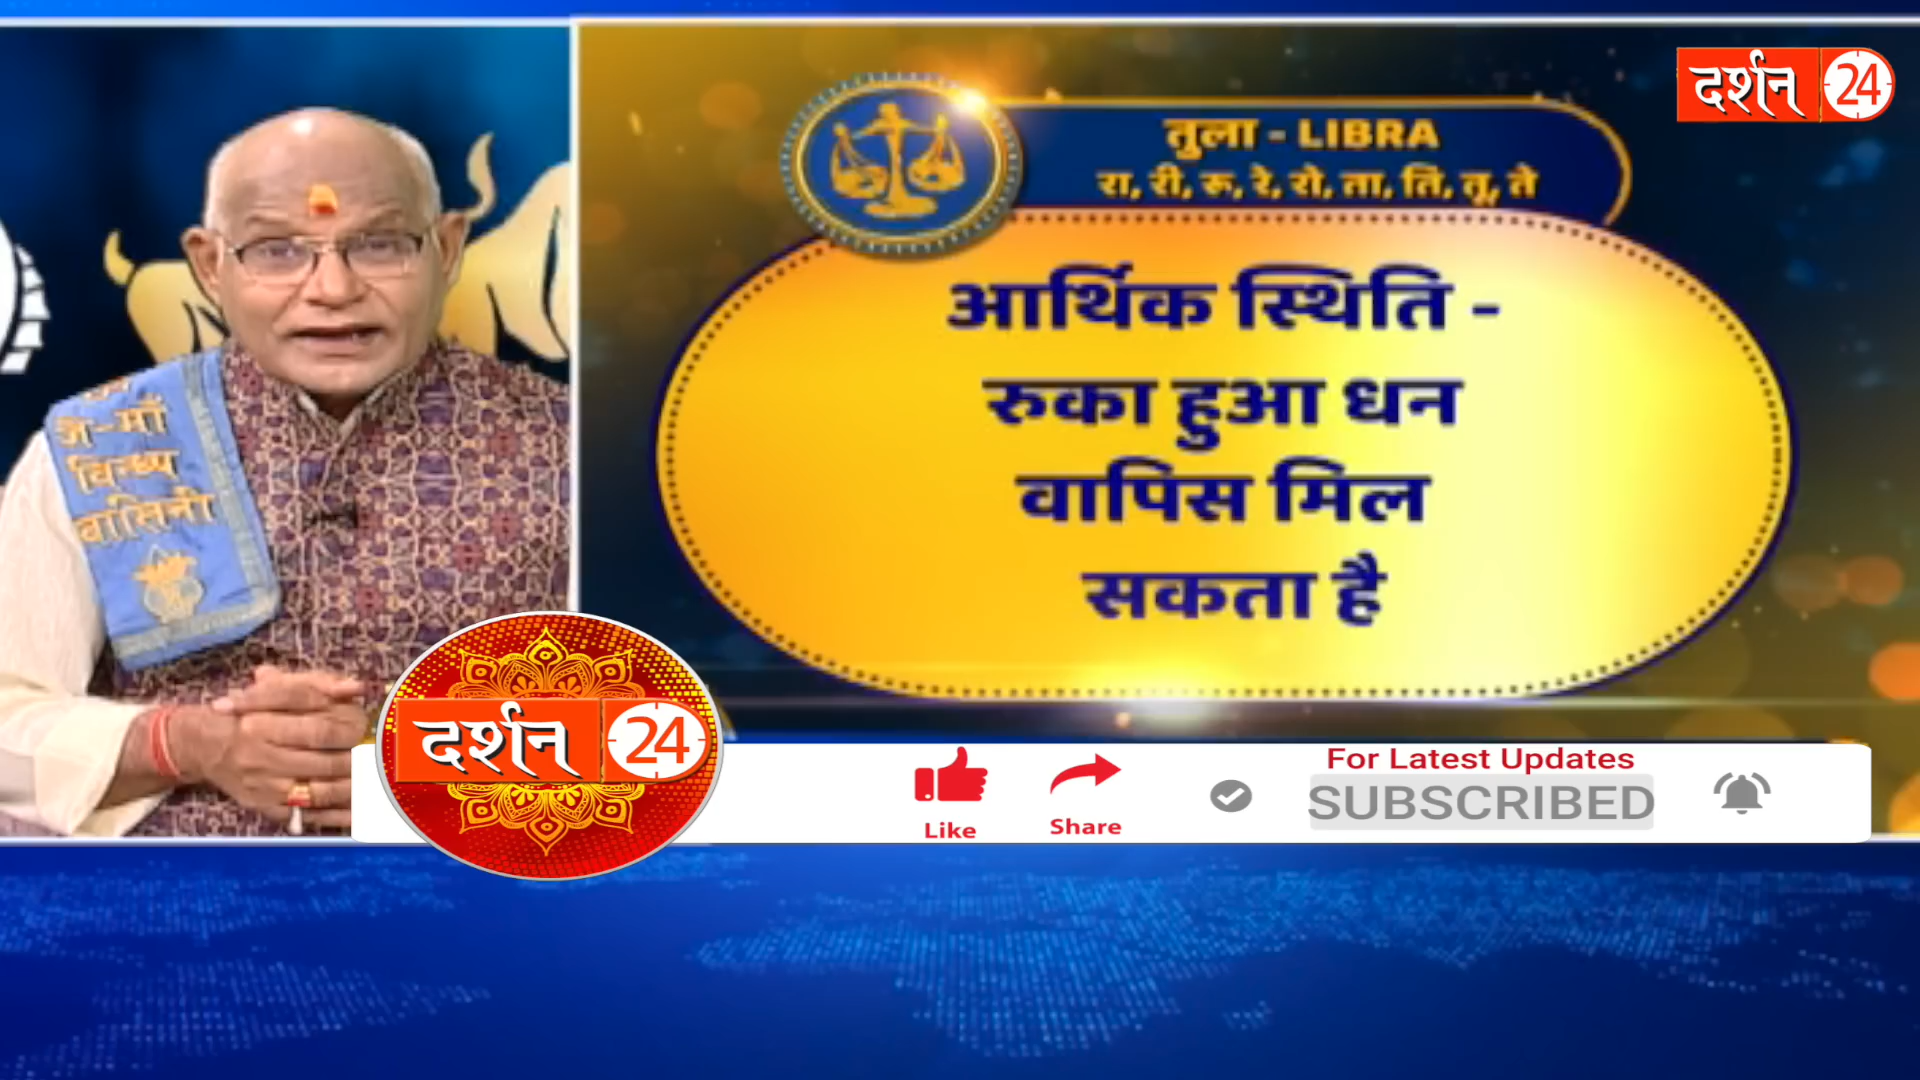 दर्शन 24
तुला - LIBRA
रा, री, रू, रे, रो, ता, ति, तू, ते
आर्थिक स्थिति -
रुका हुआ धन
वापिस मिल
सकता है
जै-माँ
विन्ध्य
वासिनी
दर्शन 24
Like
Share
For Latest Updates
SUBSCRIBED